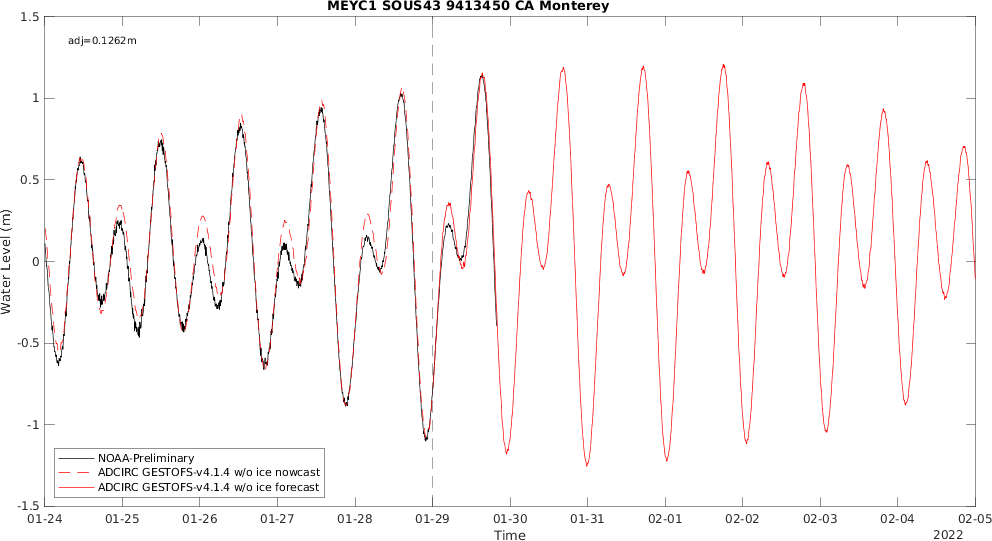 MEYC1 SOUS43 9413450 CA Monterey
adj=0.1262m
1.5
1
0.5
0
-0.5
-1
-1.5
Water Level (m)
NOAA-Preliminary
ADCIRC GESTOFS-v4.1.4 w/o ice nowcast
ADCIRC GESTOFS-v4.1.4 w/o ice forecast
01-24 01-25 01-26 01-27 01-28 01-29 01-30 01-31 02-01 02-02 02-03 02-04 02-05
Time
2022